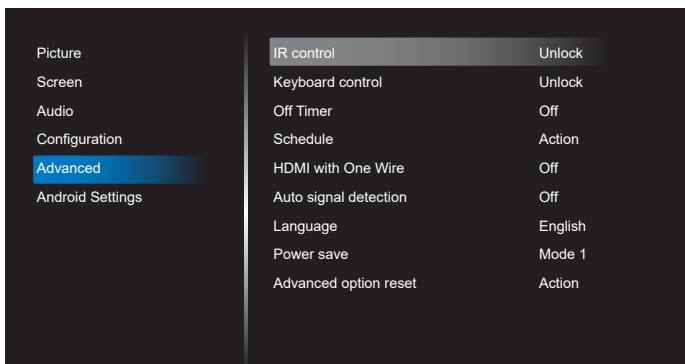 Picture
Screen
Audio
Configuration
Advanced
Android Settings
IR control Unlock
Keyboard control Unlock
Off Timer Off
Schedule Action
HDMI with One Wire Off
Auto signal detection Off
Language English
Power save Mode 1
Advanced option reset Action